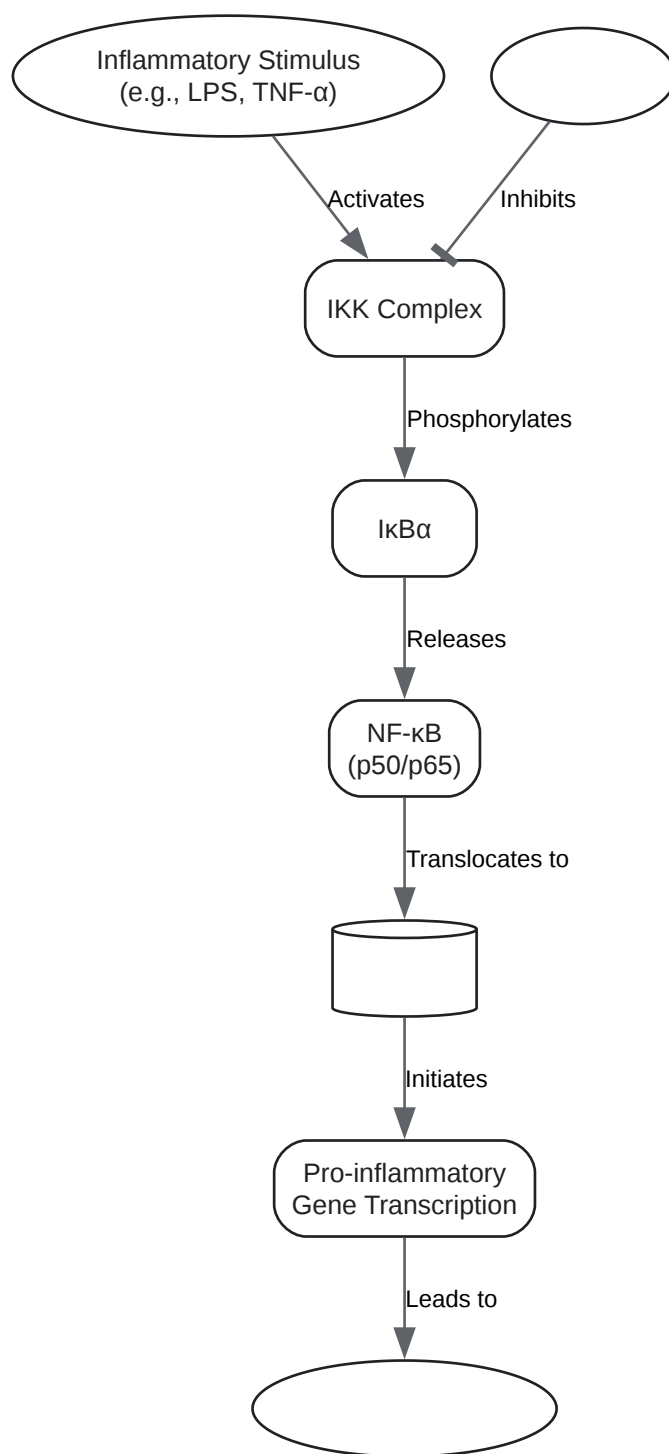 Inflammatory Stimulus
(e.g., LPS, TNF-α)
Activates
Inhibits
IKK Complex
Phosphorylates
IκBα
Releases
NF-κB
(p50/p65)
Translocates to
Initiates
Pro-inflammatory
Gene Transcription
Leads to